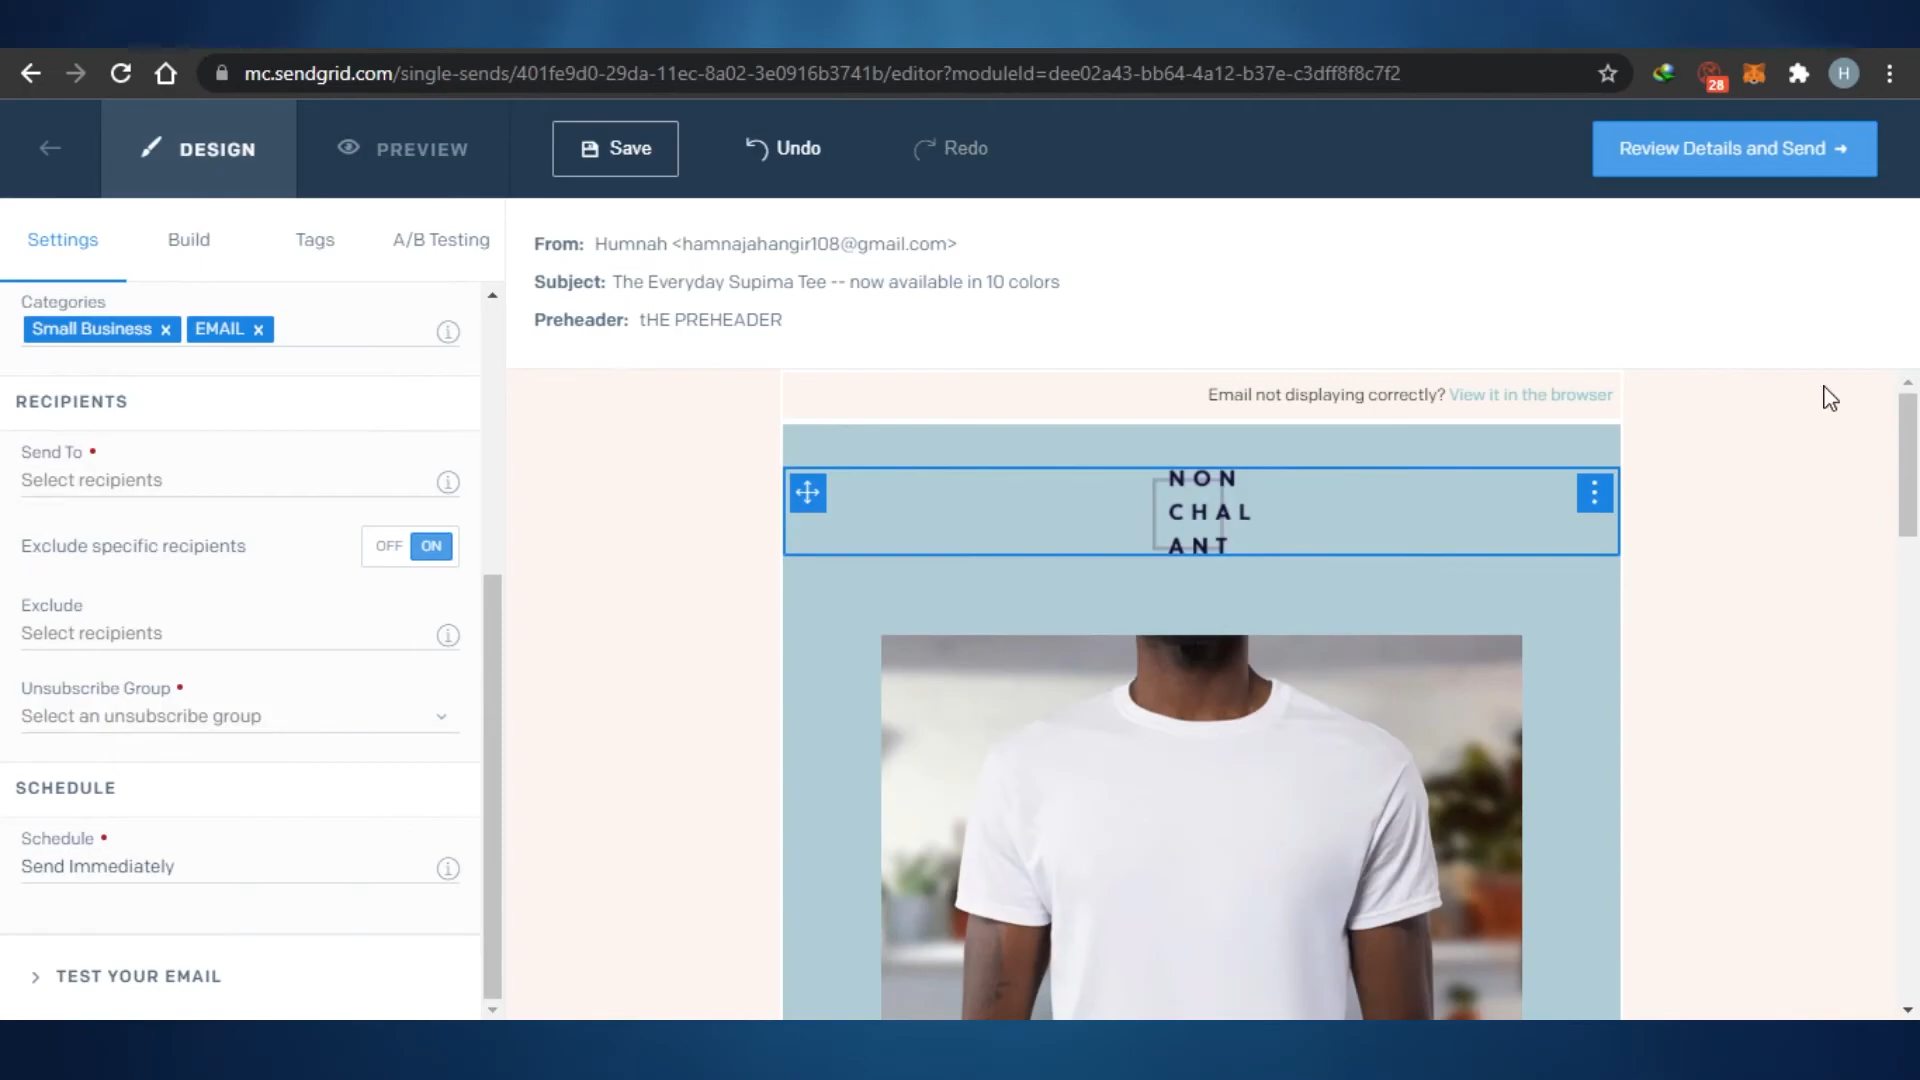 mc.sendgrid.com/single-sends/401fe9d0-29da-11ec-8a02-3e0916b3741b/editor?moduleId=dee02a43-bb64-4a12-b37e-c3dff8f8c7f2
28
H
DESIGN
PREVIEW
Save
Undo
Redo
Review Details and Send
Settings
Build
Tags
A/B Testing
From: Humnah <hamnajahangir108@gmail.com>
Subject: The Everyday Supima Tee -- now available in 10 colors
Preheader: tHE PREHEADER
Categories
Small Business x EMAIL x
RECIPIENTS
Send To
Select recipients
Exclude specific recipients
OFF ON
Exclude
Select recipients
Unsubscribe Group
Select an unsubscribe group
SCHEDULE
Schedule
Send Immediately
TEST YOUR EMAIL
Email not displaying correctly? View it in the browser
NON
CHAL
ANT